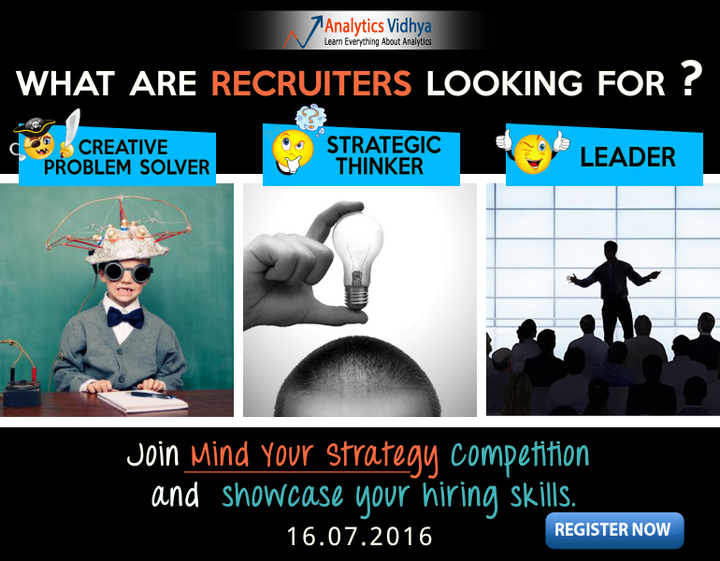 Analytics Vidhya
Learn Everything About Analytics
WHAT ARE RECRUITERS LOOKING FOR ?
CREATIVE
PROBLEM SOLVER
STRATEGIC
THINKER
LEADER
Join Mind Your Strategy Competition
and showcase your hiring skills.
16.07.2016
REGISTER NOW